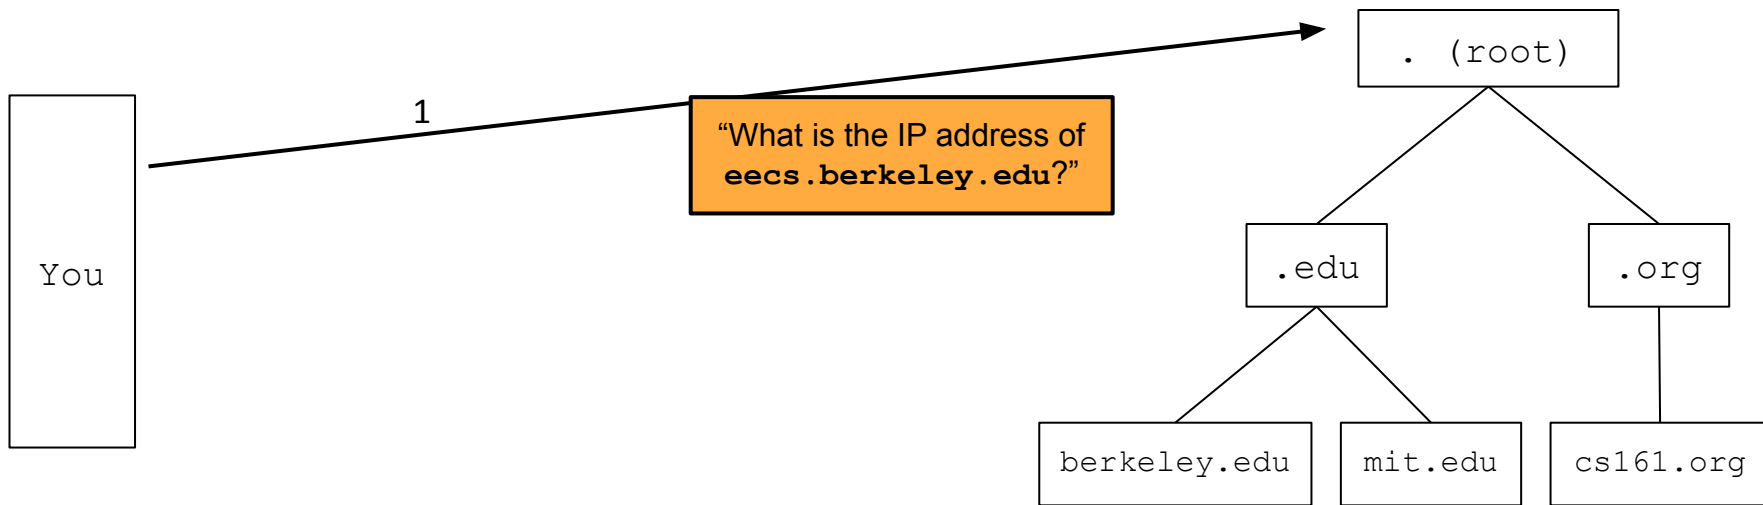 . (root)
1
“What is the IP address of
eecs.berkeley.edu?”
You
.edu
.org
berkeley.edu
mit.edu
cs161.org